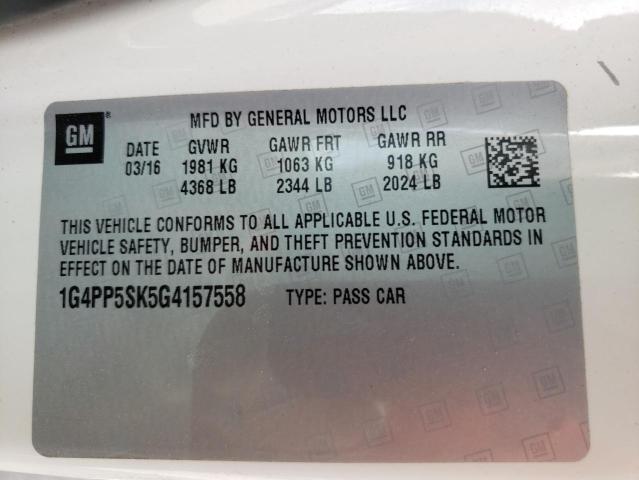 GM ®
MFD BY GENERAL MOTORS LLC
DATE GVWR GAWR FRT GAWR RR
03/16 1981 KG 1063 KG 918 KG
4368 LB 2344 LB 2024 LB
THIS VEHICLE CONFORMS TO ALL APPLICABLE U.S. FEDERAL MOTOR
VEHICLE SAFETY, BUMPER, AND THEFT PREVENTION STANDARDS IN
EFFECT ON THE DATE OF MANUFACTURE SHOWN ABOVE.
1G4PP5SK5G4157558 TYPE: PASS CAR